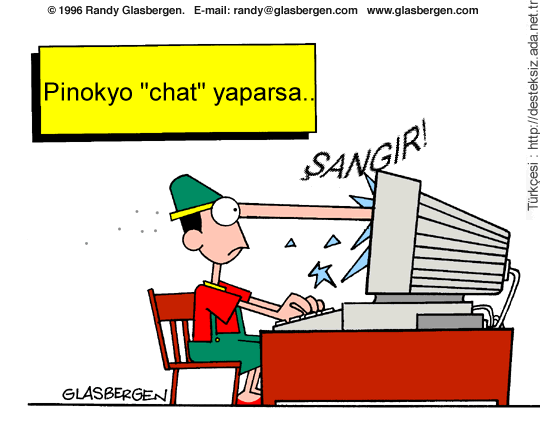 © 1996 Randy Glasbergen. E-mail: randy@glasbergen.com www.glasbergen.com
Pinokyo "chat" yaparsa..
ŞANGIR!
Türkçesi : http://desteksiz.ada.net.tr
GLASBERGEN